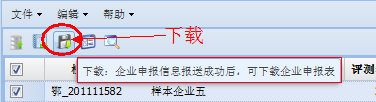 文件 编辑 帮助
下载
评测
下载：企业申报信息报送成功后，可下载企业申报表
鄂_201111582 样本企业五